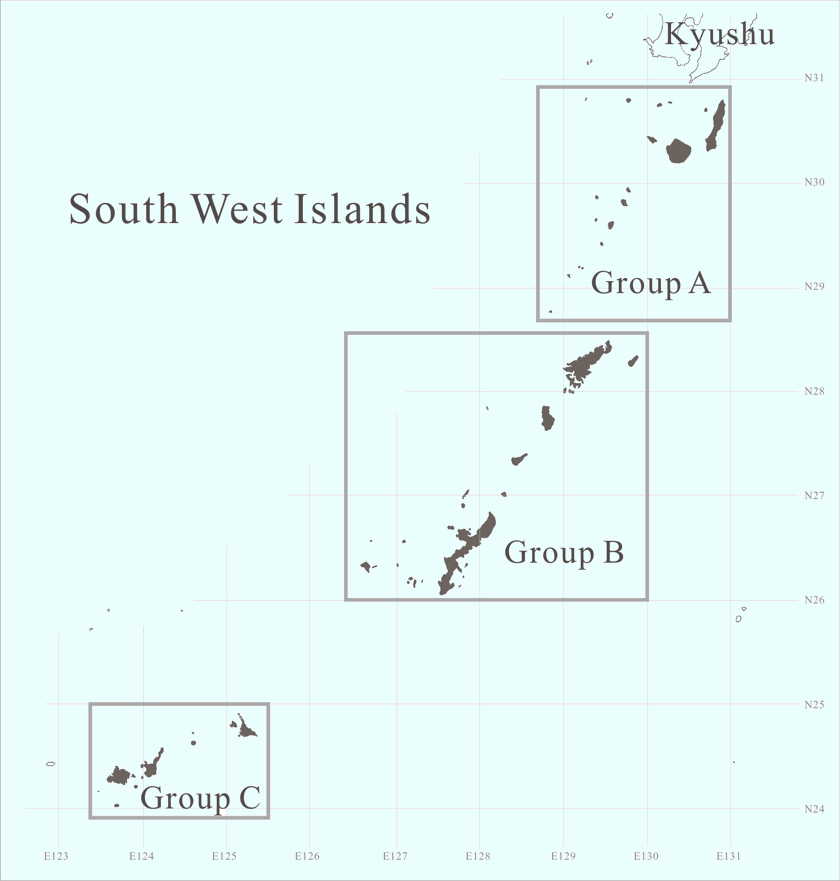 Kyushu
N31
N30
South West Islands
Group A
N29
N28
N27
Group B
N26
N25
Group C
N24
E123 E124 E125 E126 E127 E128 E129 E130 E131